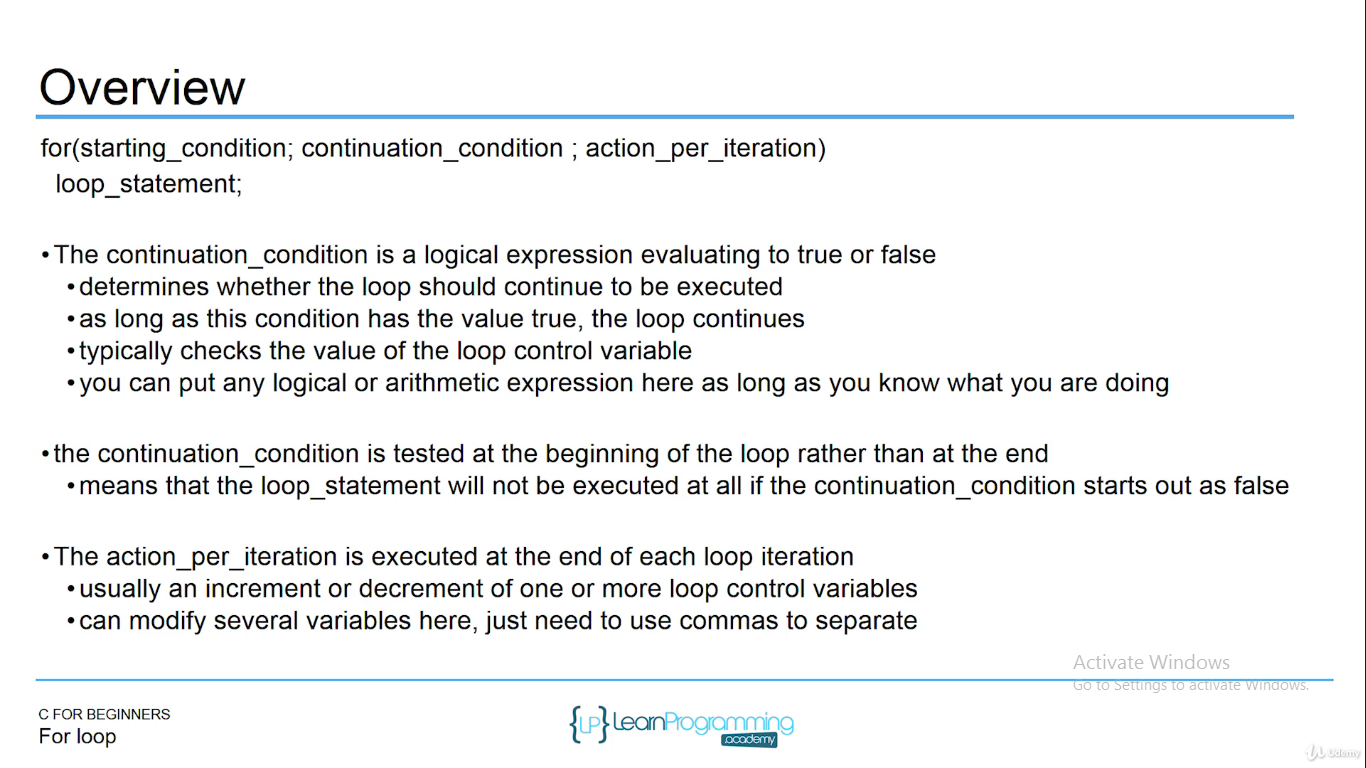 Overview
for(starting_condition; continuation_condition ; action_per_iteration)
loop_statement;
•The continuation_condition is a logical expression evaluating to true or false
•determines whether the loop should continue to be executed
•as long as this condition has the value true, the loop continues
•typically checks the value of the loop control variable
•you can put any logical or arithmetic expression here as long as you know what you are doing
•the continuation_condition is tested at the beginning of the loop rather than at the end
•means that the loop_statement will not be executed at all if the continuation_condition starts out as false
•The action_per_iteration is executed at the end of each loop iteration
•usually an increment or decrement of one or more loop control variables
•can modify several variables here, just need to use commas to separate
Activate Windows
Go to Settings to activate Windows.
C FOR BEGINNERS
For loop
{LP} LearnProgramming
.academy
Udemy